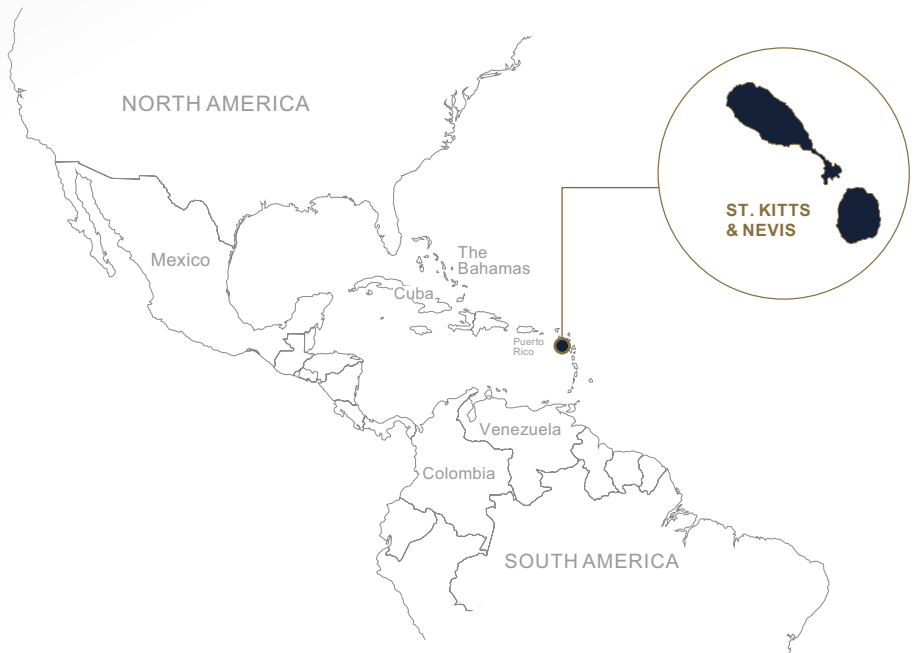 NORTH AMERICA
ST. KITTS
& NEVIS
Mexico
The
Bahamas
Cuba
Puerto
Rico
Venezuela
Colombia
SOUTH AMERICA